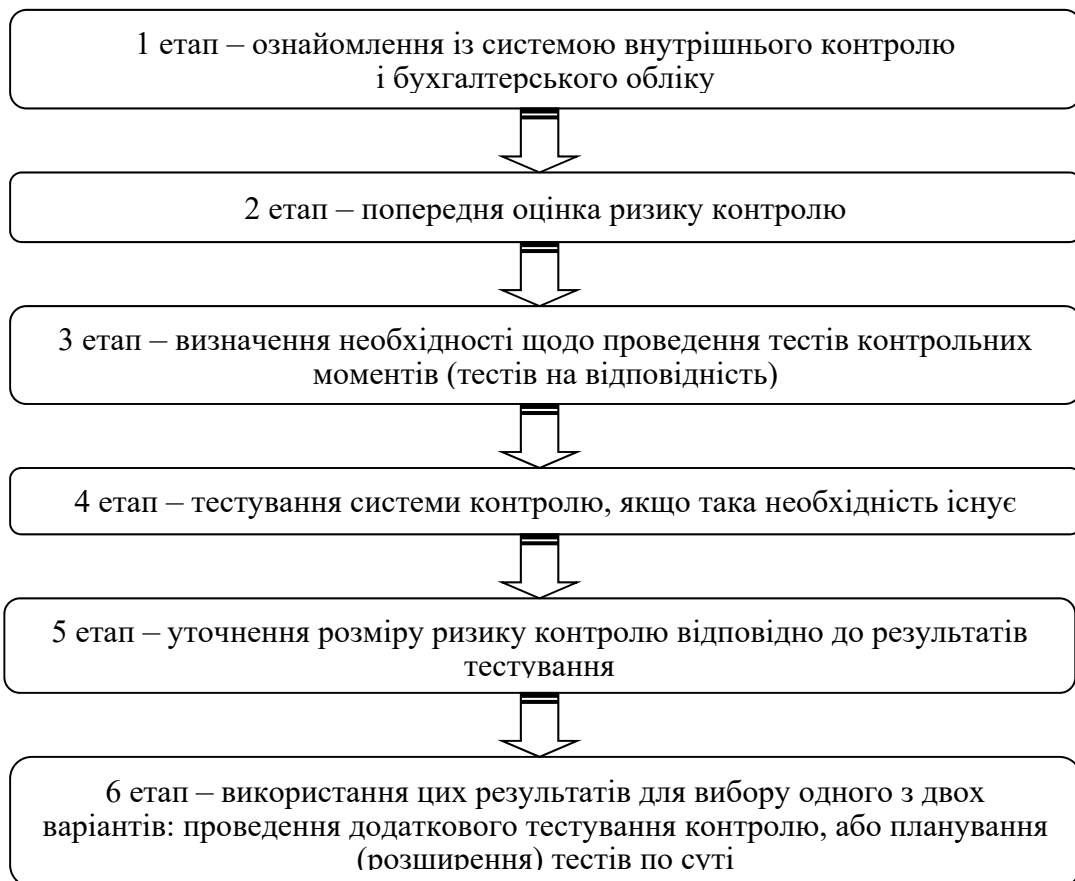 1 етап – ознайомлення із системою внутрішнього контролю
і бухгалтерського обліку
2 етап – попередня оцінка ризику контролю
3 етап – визначення необхідності щодо проведення тестів контрольних
моментів (тестів на відповідність)
4 етап – тестування системи контролю, якщо така необхідність існує
5 етап – уточнення розміру ризику контролю відповідно до результатів
тестування
6 етап – використання цих результатів для вибору одного з двох
варіантів: проведення додаткового тестування контролю, або планування
(розширення) тестів по суті